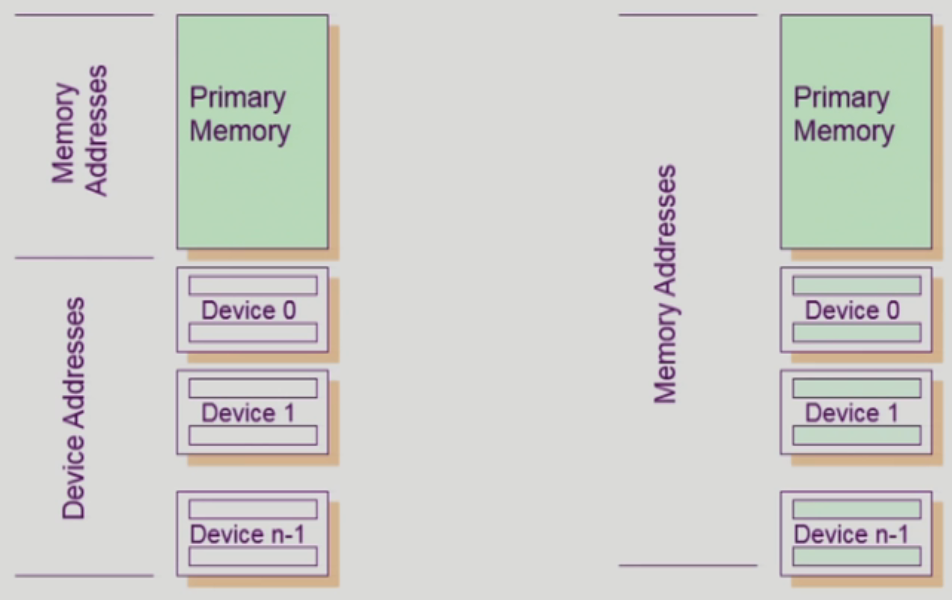 Memory
Addresses
Primary
Memory
Device Addresses
Device 0
Device 1
Device n-1
Memory Addresses
Primary
Memory
Device 0
Device 1
Device n-1